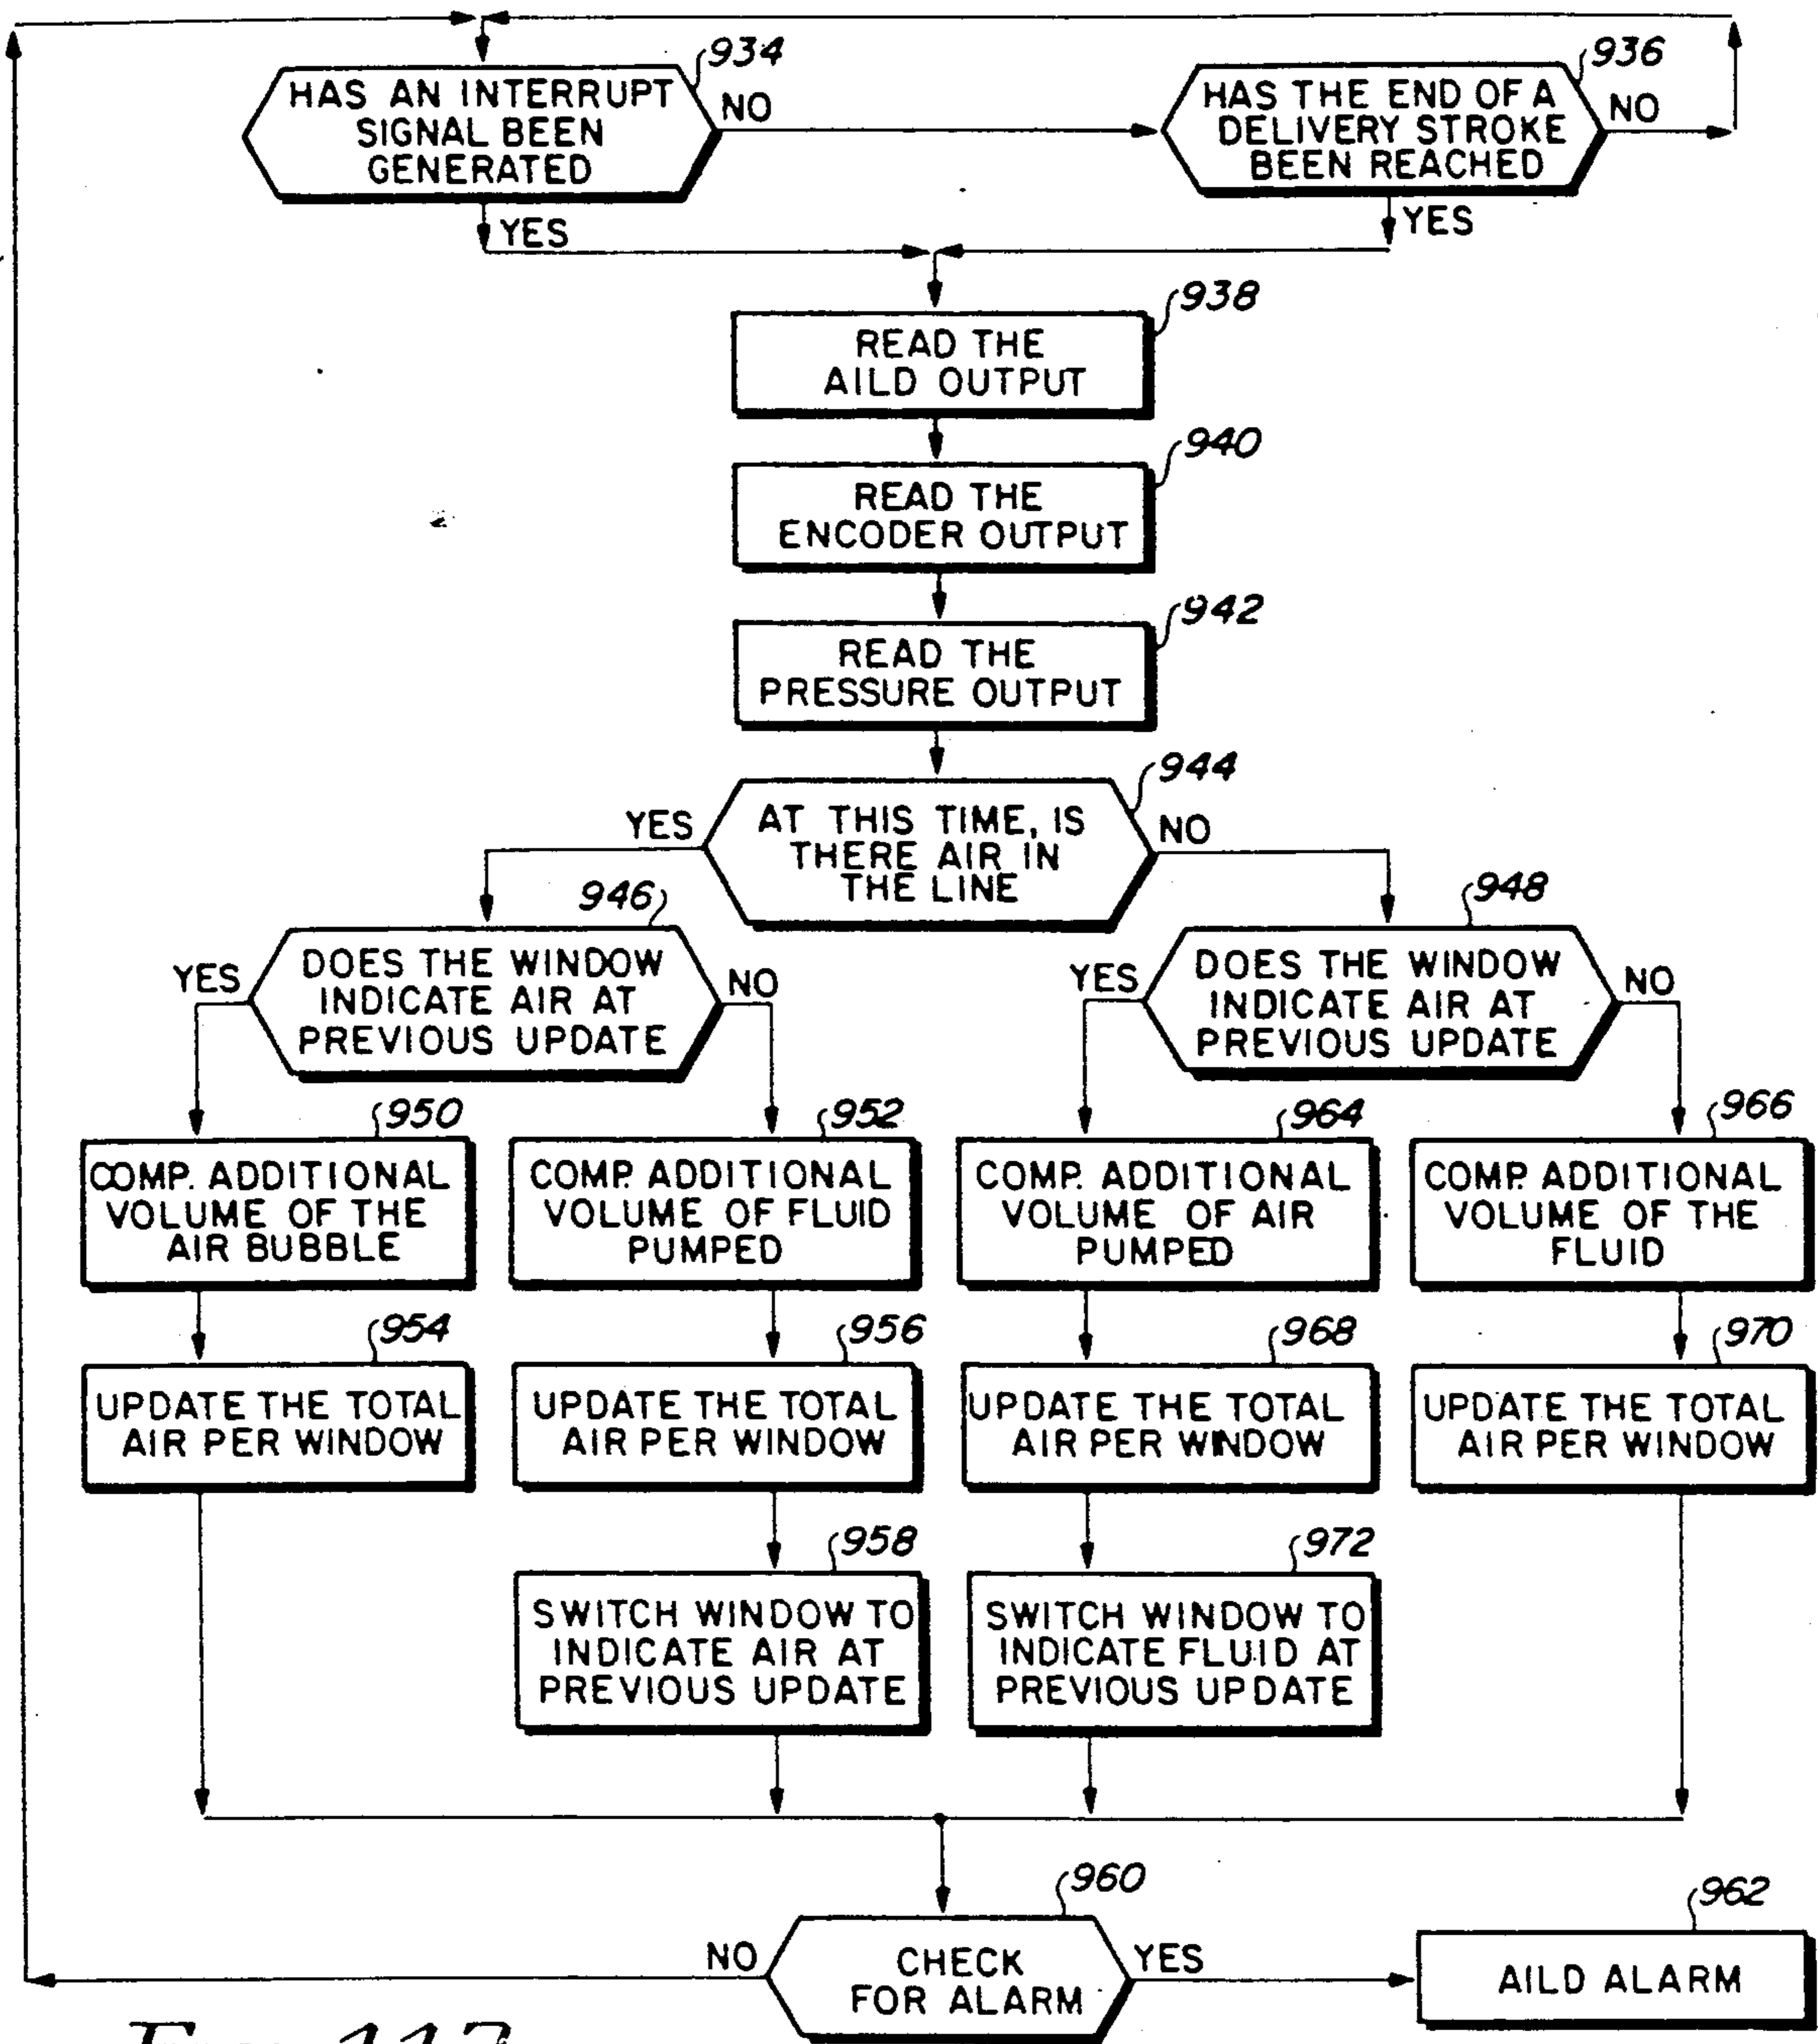 934
HAS AN INTERRUPT
SIGNAL BEEN
GENERATED
NO
YES
936
HAS THE END OF A
DELIVERY STROKE
BEEN REACHED
NO
YES
938
READ THE
AILD OUTPUT
940
READ THE
ENCODER OUTPUT
942
READ THE
PRESSURE OUTPUT
944
YES
AT THIS TIME, IS
THERE AIR IN
THE LINE
NO
946
YES
DOES THE WINDOW
INDICATE AIR AT
PREVIOUS UPDATE
NO
948
YES
DOES THE WINDOW
INDICATE AIR AT
PREVIOUS UPDATE
NO
950
COMP. ADDITIONAL
VOLUME OF THE
AIR BUBBLE
952
COMP. ADDITIONAL
VOLUME OF FLUID
PUMPED
964
COMP. ADDITIONAL
VOLUME OF AIR
PUMPED
966
COMP. ADDITIONAL
VOLUME OF THE
FLUID
954
UPDATE THE TOTAL
AIR PER WINDOW
956
UPDATE THE TOTAL
AIR PER WINDOW
968
UPDATE THE TOTAL
AIR PER WINDOW
970
UPDATE THE TOTAL
AIR PER WINDOW
958
SWITCH WINDOW TO
INDICATE AIR AT
PREVIOUS UPDATE
972
SWITCH WINDOW TO
INDICATE FLUID AT
PREVIOUS UPDATE
960
NO
CHECK
FOR ALARM
YES
962
AILD ALARM